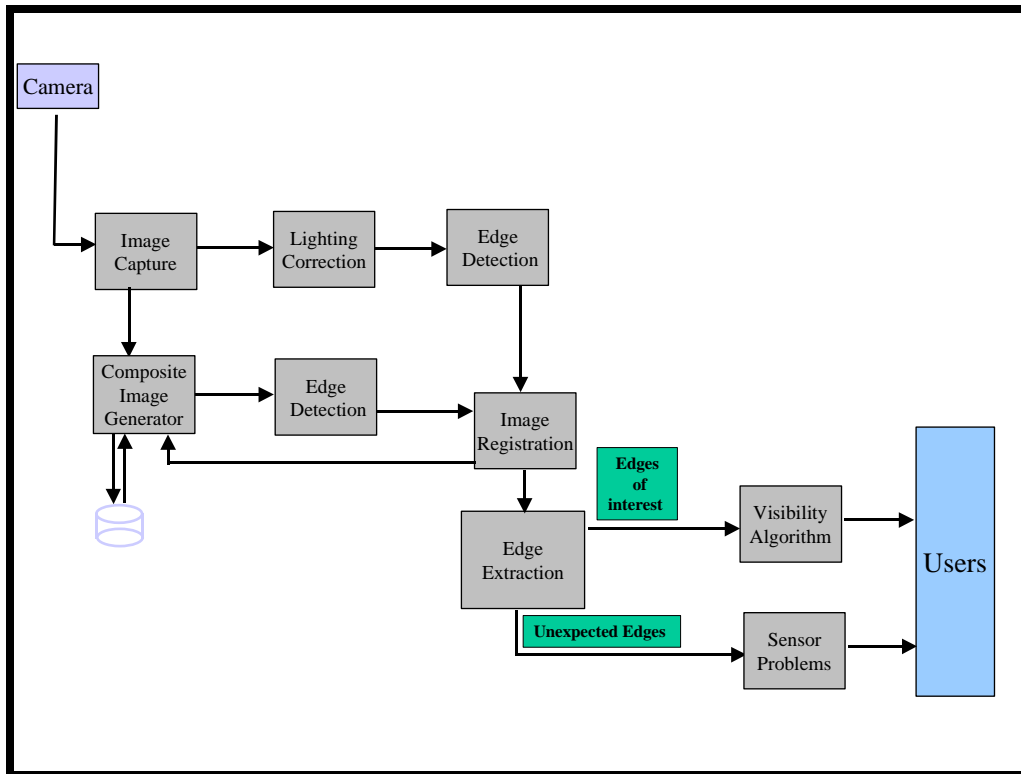 Camera
Image
Capture
Lighting
Correction
Edge
Detection
Composite
Image
Generator
Edge
Detection
Image
Registration
Edges
of
interest
Visibility
Algorithm
Edge
Extraction
Users
Unexpected Edges
Sensor
Problems